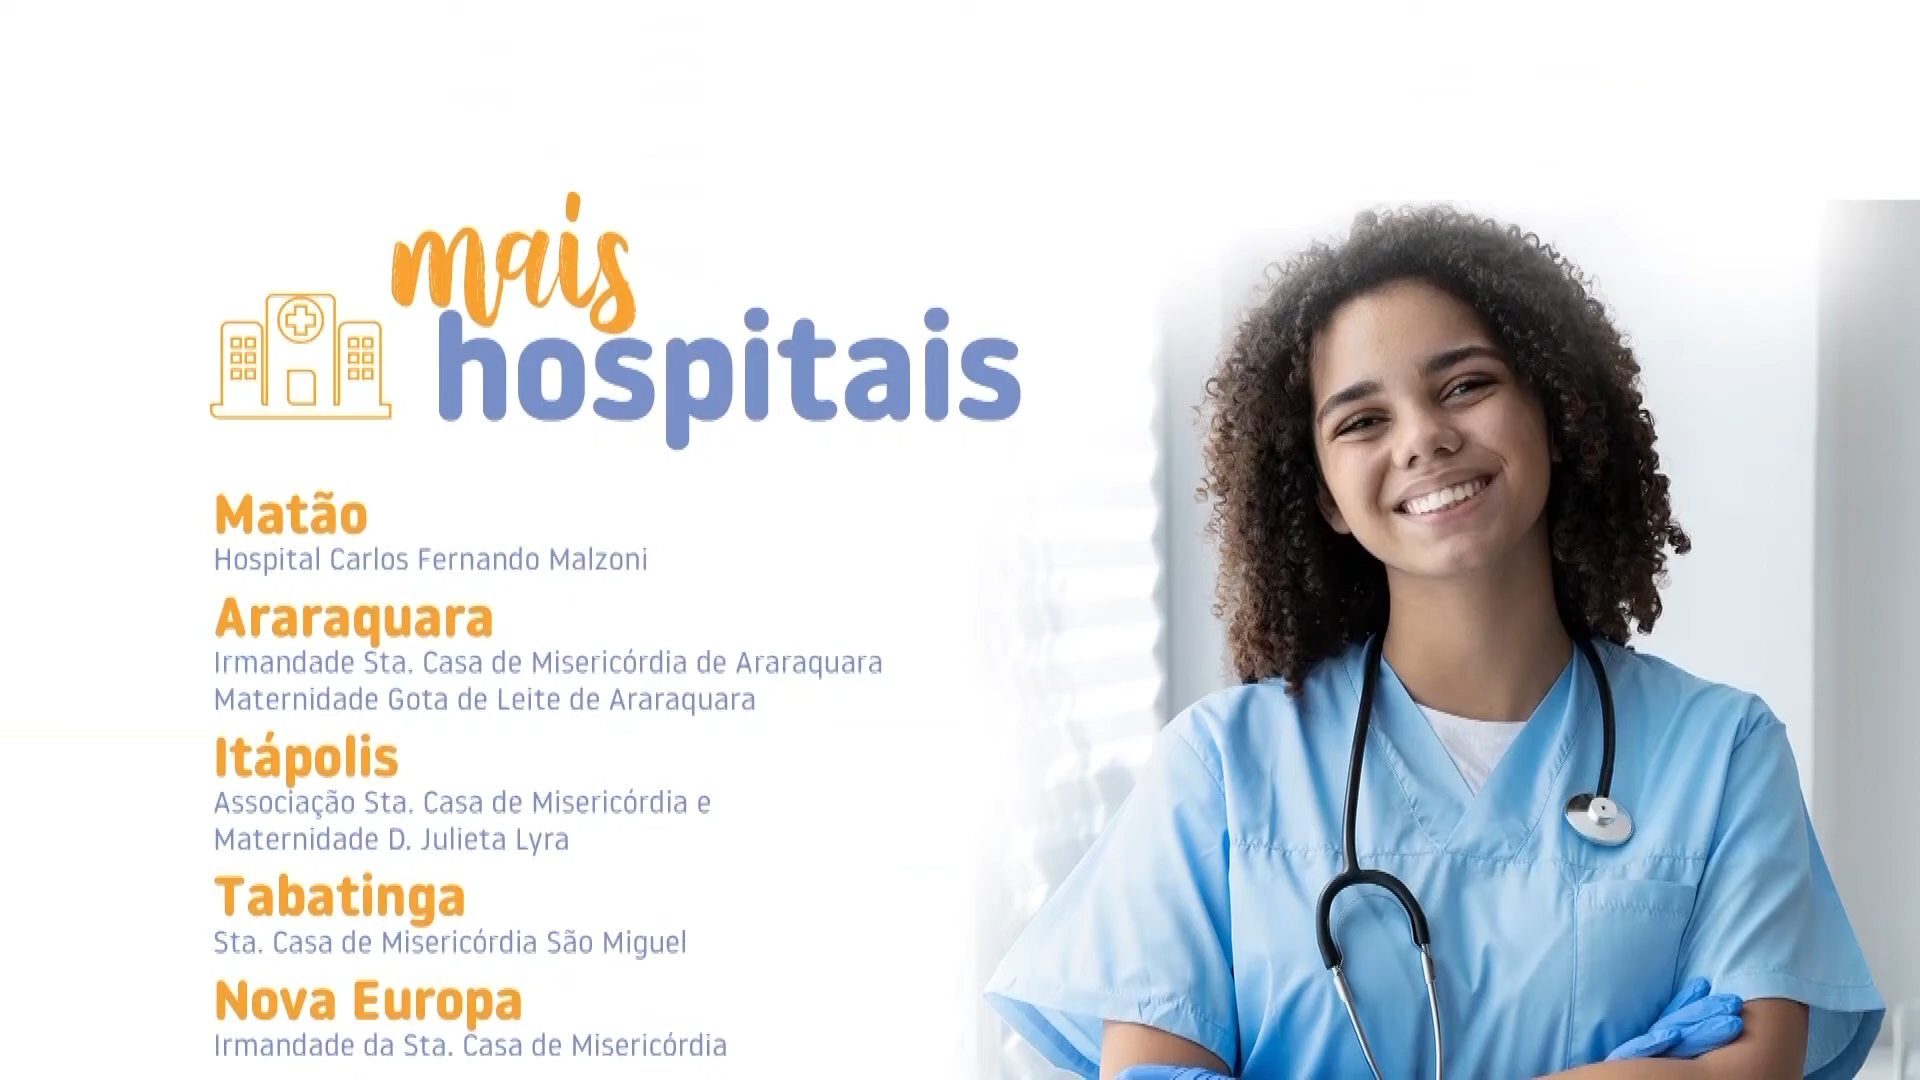 mais
hospitais
Matão
Hospital Carlos Fernando Malzoni
Araraquara
Irmandade Sta. Casa de Misericórdia de Araraquara
Maternidade Gota de Leite de Araraquara
Itápolis
Associação Sta. Casa de Misericórdia e
Maternidade D. Julieta Lyra
Tabatinga
Sta. Casa de Misericórdia São Miguel
Nova Europa
Irmandade da Sta. Casa de Misericórdia